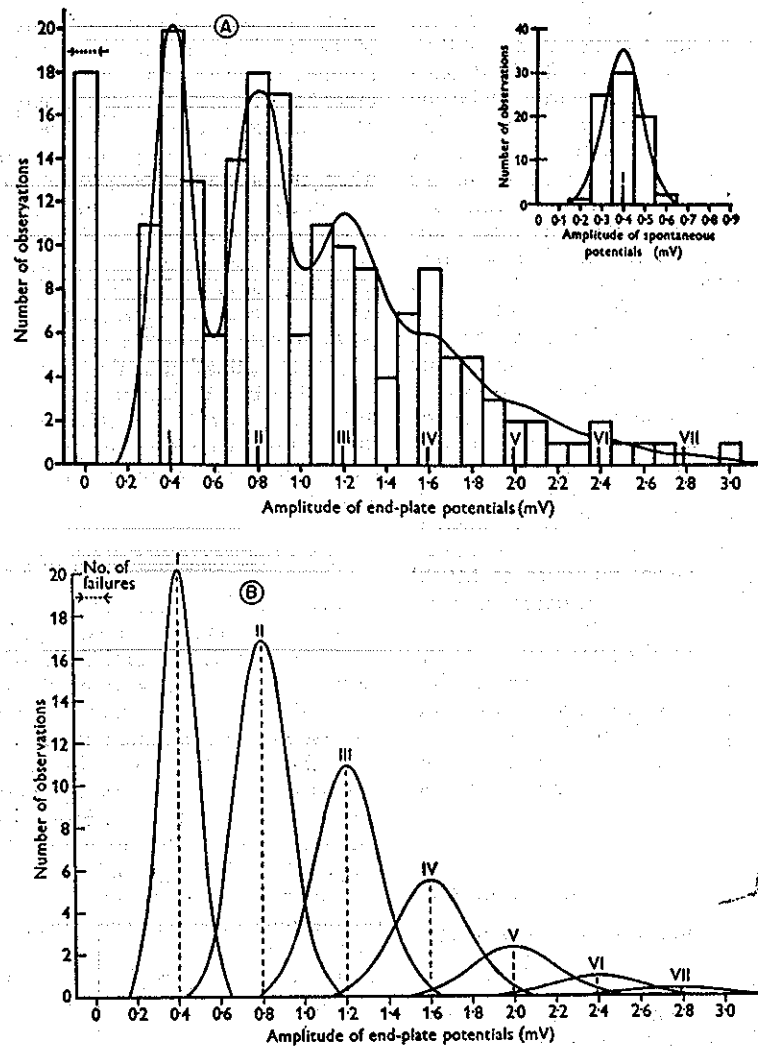 A
20
18
16
14
12
10
8
6
4
2
0
Number of observations
I
II
III
IV
V
VI
VII
0 0·2 0·4 0·6 0·8 1·0 1·2 1·4 1·6 1·8 2·0 2·2 2·4 2·6 2·8 3·0
Amplitude of end-plate potentials (mV)
40
30
20
10
0
Number of observations
0 0·1 0·2 0·3 0·4 0·5 0·6 0·7 0·8 0·9
Amplitude of spontaneous
potentials (mV)
B
No. of
failures
20
18
16
14
12
10
8
6
4
2
0
Number of observations
I
II
III
IV
V
VI
VII
0 0·2 0·4 0·6 0·8 1·0 1·2 1·4 1·6 1·8 2·0 2·2 2·4 2·6 2·8 3·0
Amplitude of end-plate potentials (mV)